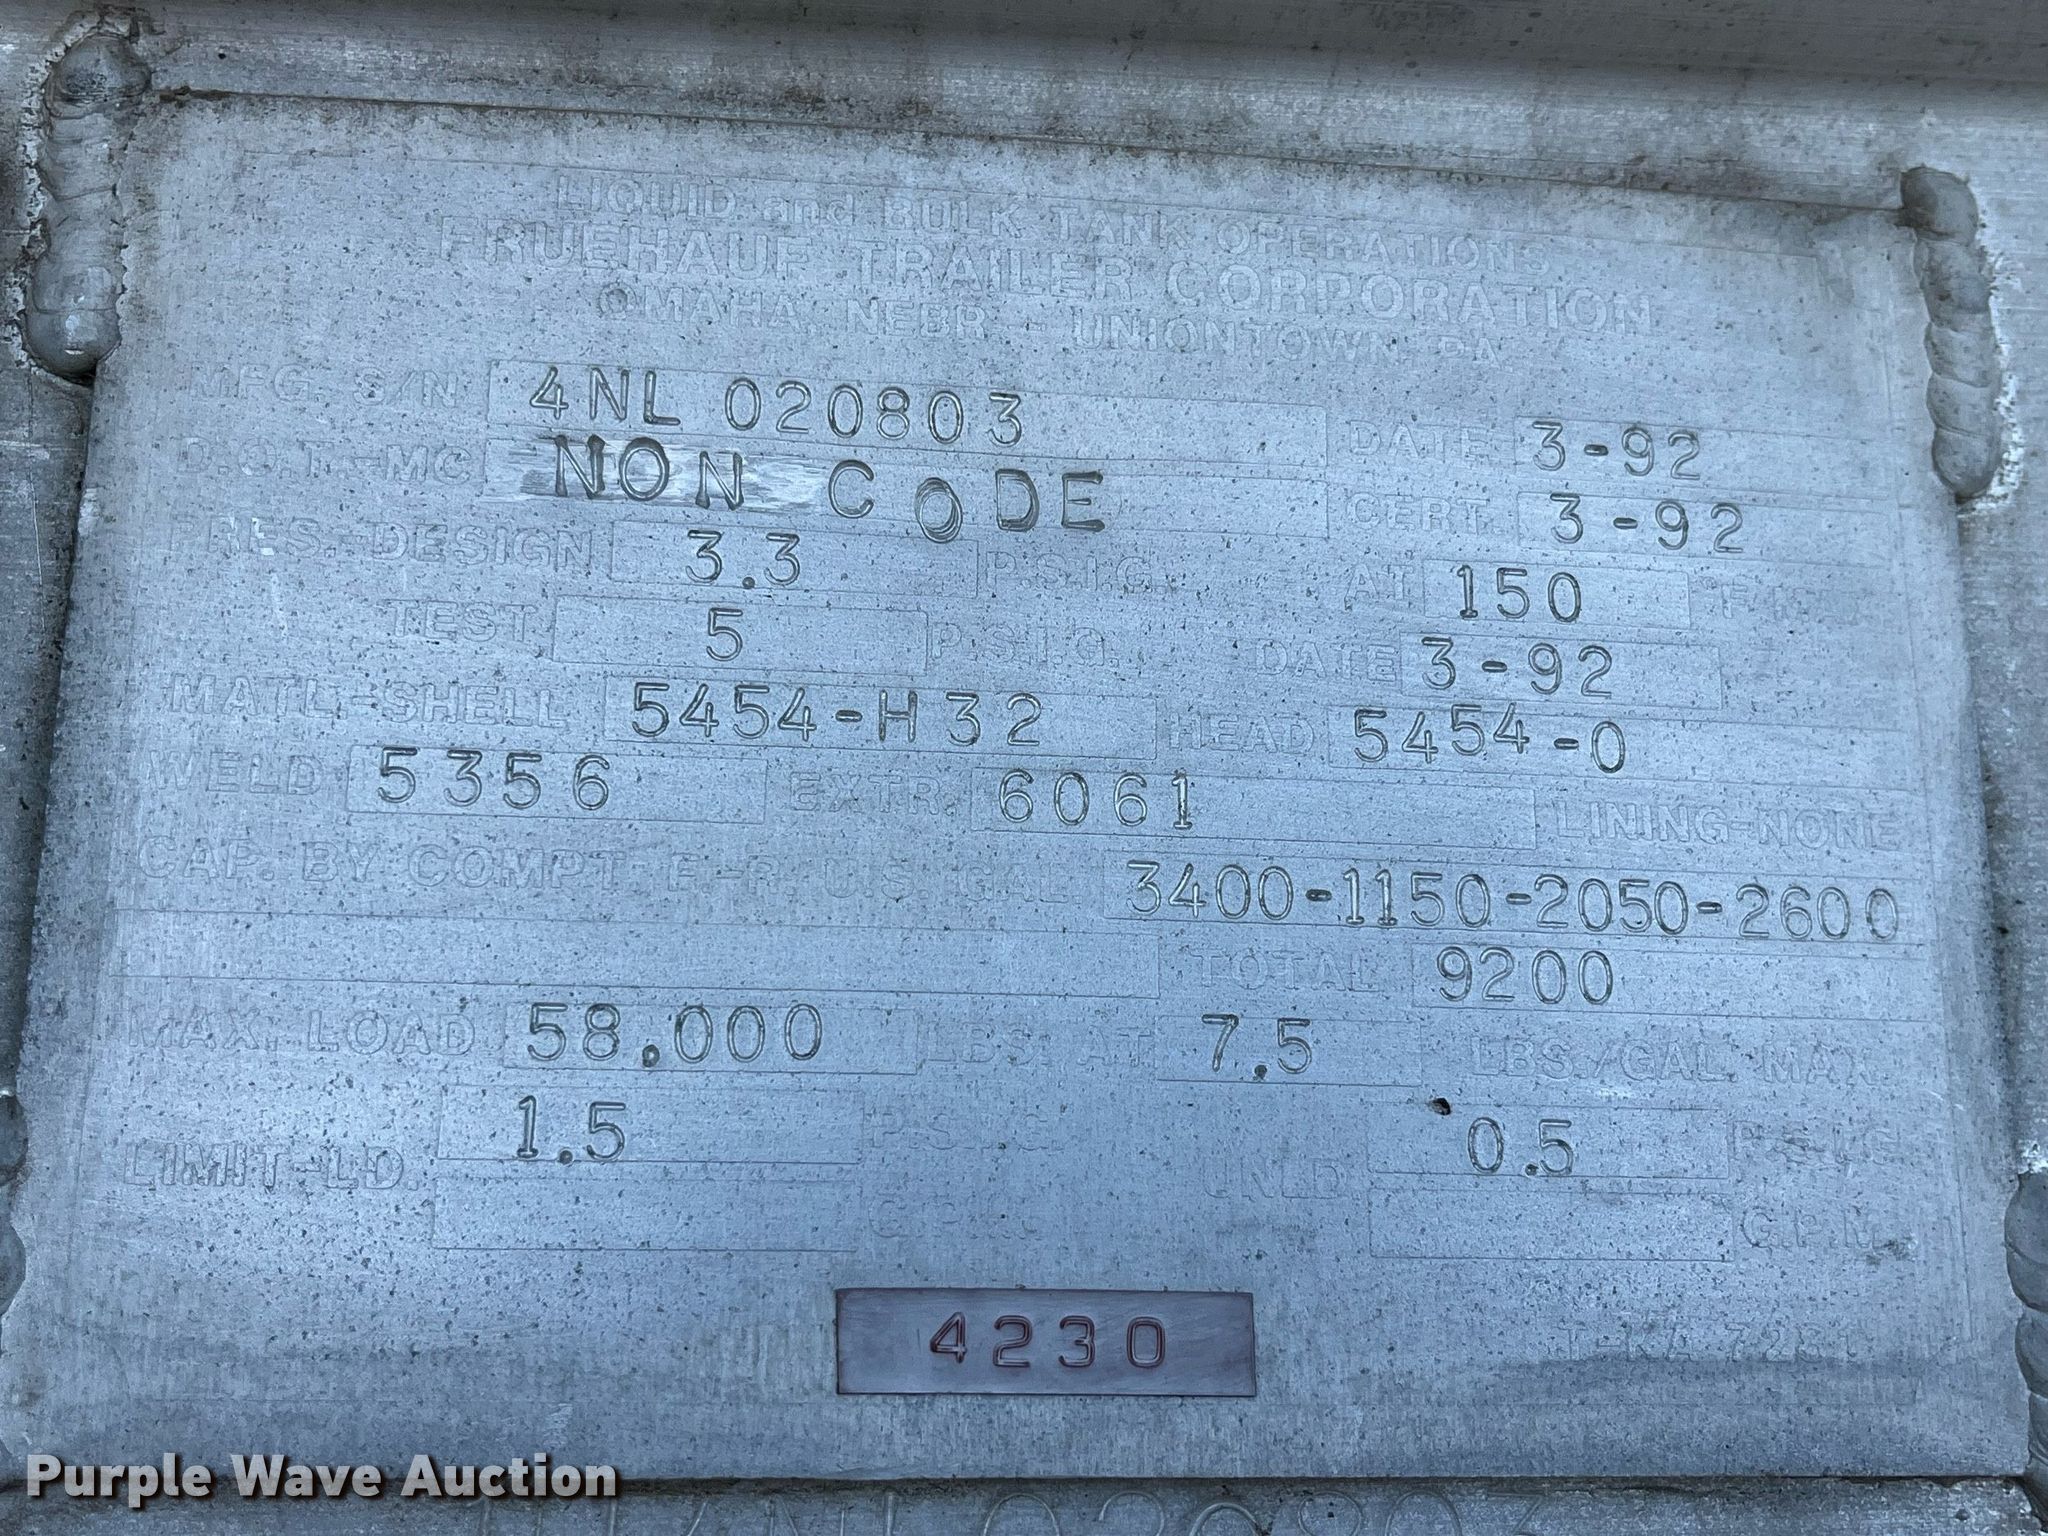 LIQUID and BULK TANK OPERATIONS
FRUEHAUF TRAILER CORPORATION
OMAHA, NEBR. - UNIONTOWN, PA.
MFG. S/N 4NL 020803 DATE 3-92
D.O.T.-MC NON CODE CERT. 3-92
PRES.-DESIGN 3.3 P.S.I.G. AT 150 °F
TEST 5 P.S.I.G. DATE 3-92
MATL.-SHELL 5454-H32 HEAD 5454-0
WELD 5356 EXTR. 6061 LINING-NONE
CAP. BY COMPT F.-R. U.S. GAL. 3400-1150-2050-2600
TOTAL 9200
MAX. LOAD 58.000 LBS. AT 7.5 LBS./GAL. MAX.
LIMIT-LD. 1.5 P.S.I.G. UNLD. 0.5 P.S.I.G.
G.P.M. G.P.M.
4230
Purple Wave Auction